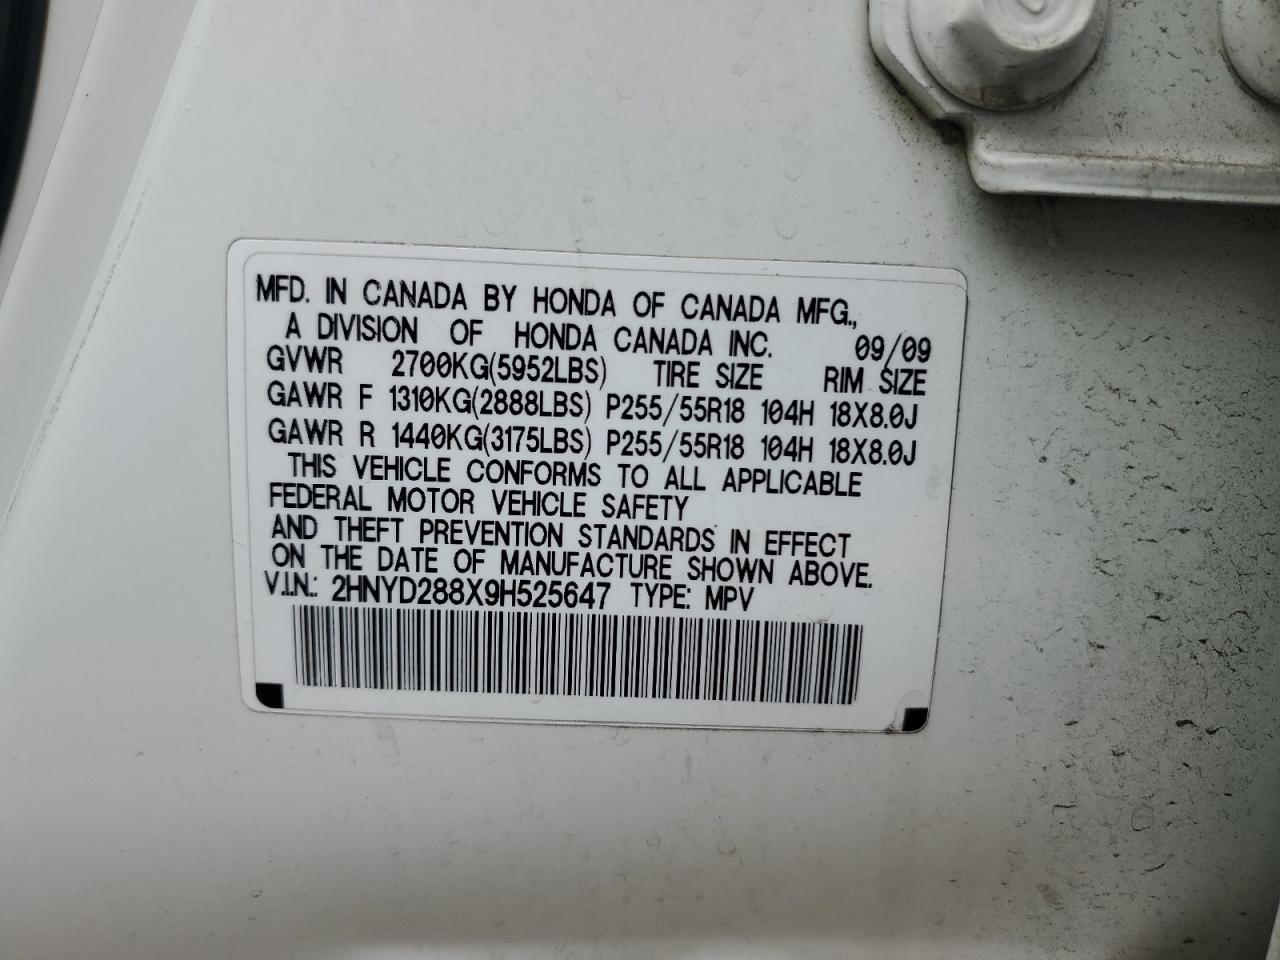 MFD. IN CANADA BY HONDA OF CANADA MFG.,
A DIVISION OF HONDA CANADA INC. 09/09
GVWR 2700KG(5952LBS) TIRE SIZE RIM SIZE
GAWR F 1310KG(2888LBS) P255/55R18 104H 18X8.0J
GAWR R 1440KG(3175LBS) P255/55R18 104H 18X8.0J
THIS VEHICLE CONFORMS TO ALL APPLICABLE
FEDERAL MOTOR VEHICLE SAFETY
AND THEFT PREVENTION STANDARDS IN EFFECT
ON THE DATE OF MANUFACTURE SHOWN ABOVE.
V.I.N.: 2HNYD288X9H525647 TYPE: MPV